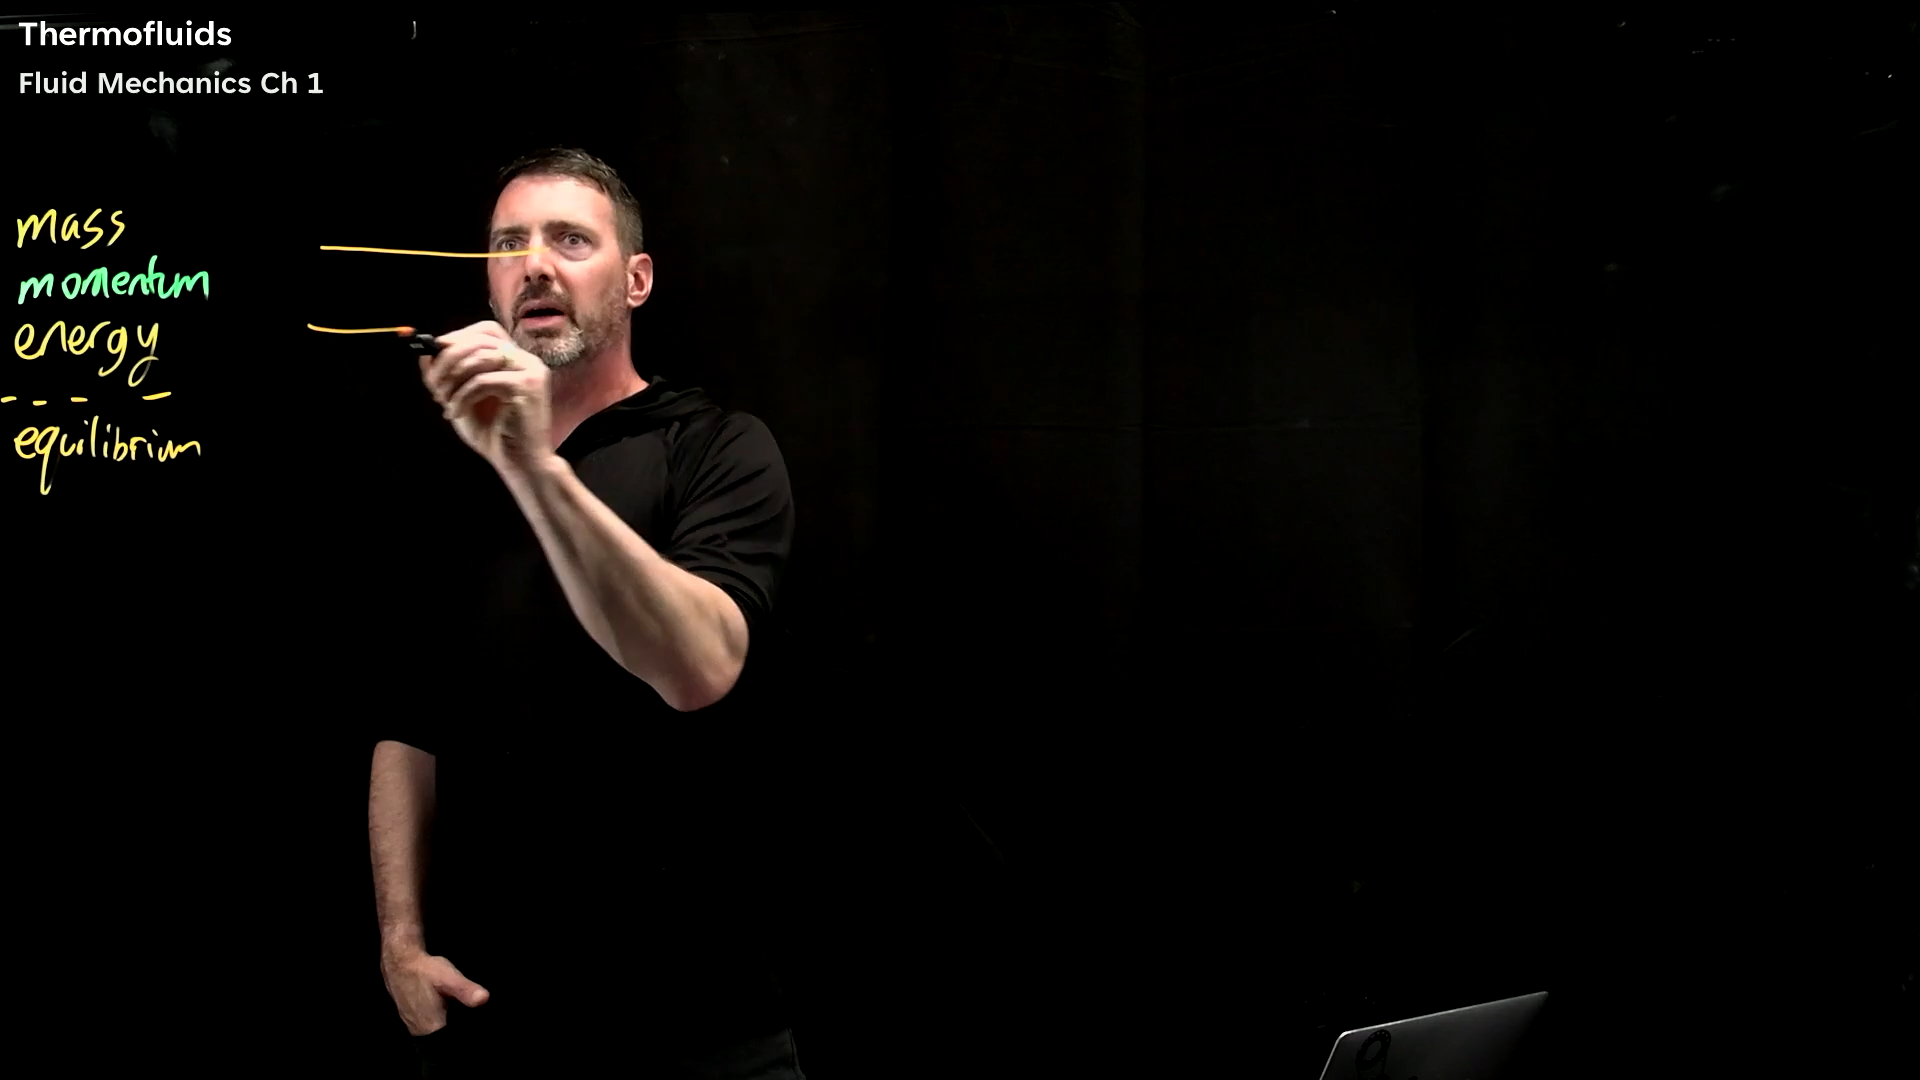 Thermofluids
Fluid Mechanics Ch 1
mass
momentum
energy
equilibrium